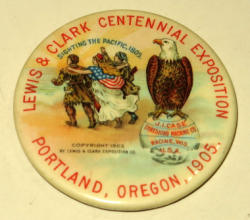 LEWIS & CLARK CENTENNIAL EXPOSITION
SIGHTING THE PACIFIC, 1805.
J.I.CASE
THRESHING MACHINE CO.
RACINE, WIS.
U.S.A.
COPYRIGHT 1903
BY LEWIS & CLARK EXPOSITION CO.
PORTLAND, OREGON, 1905.